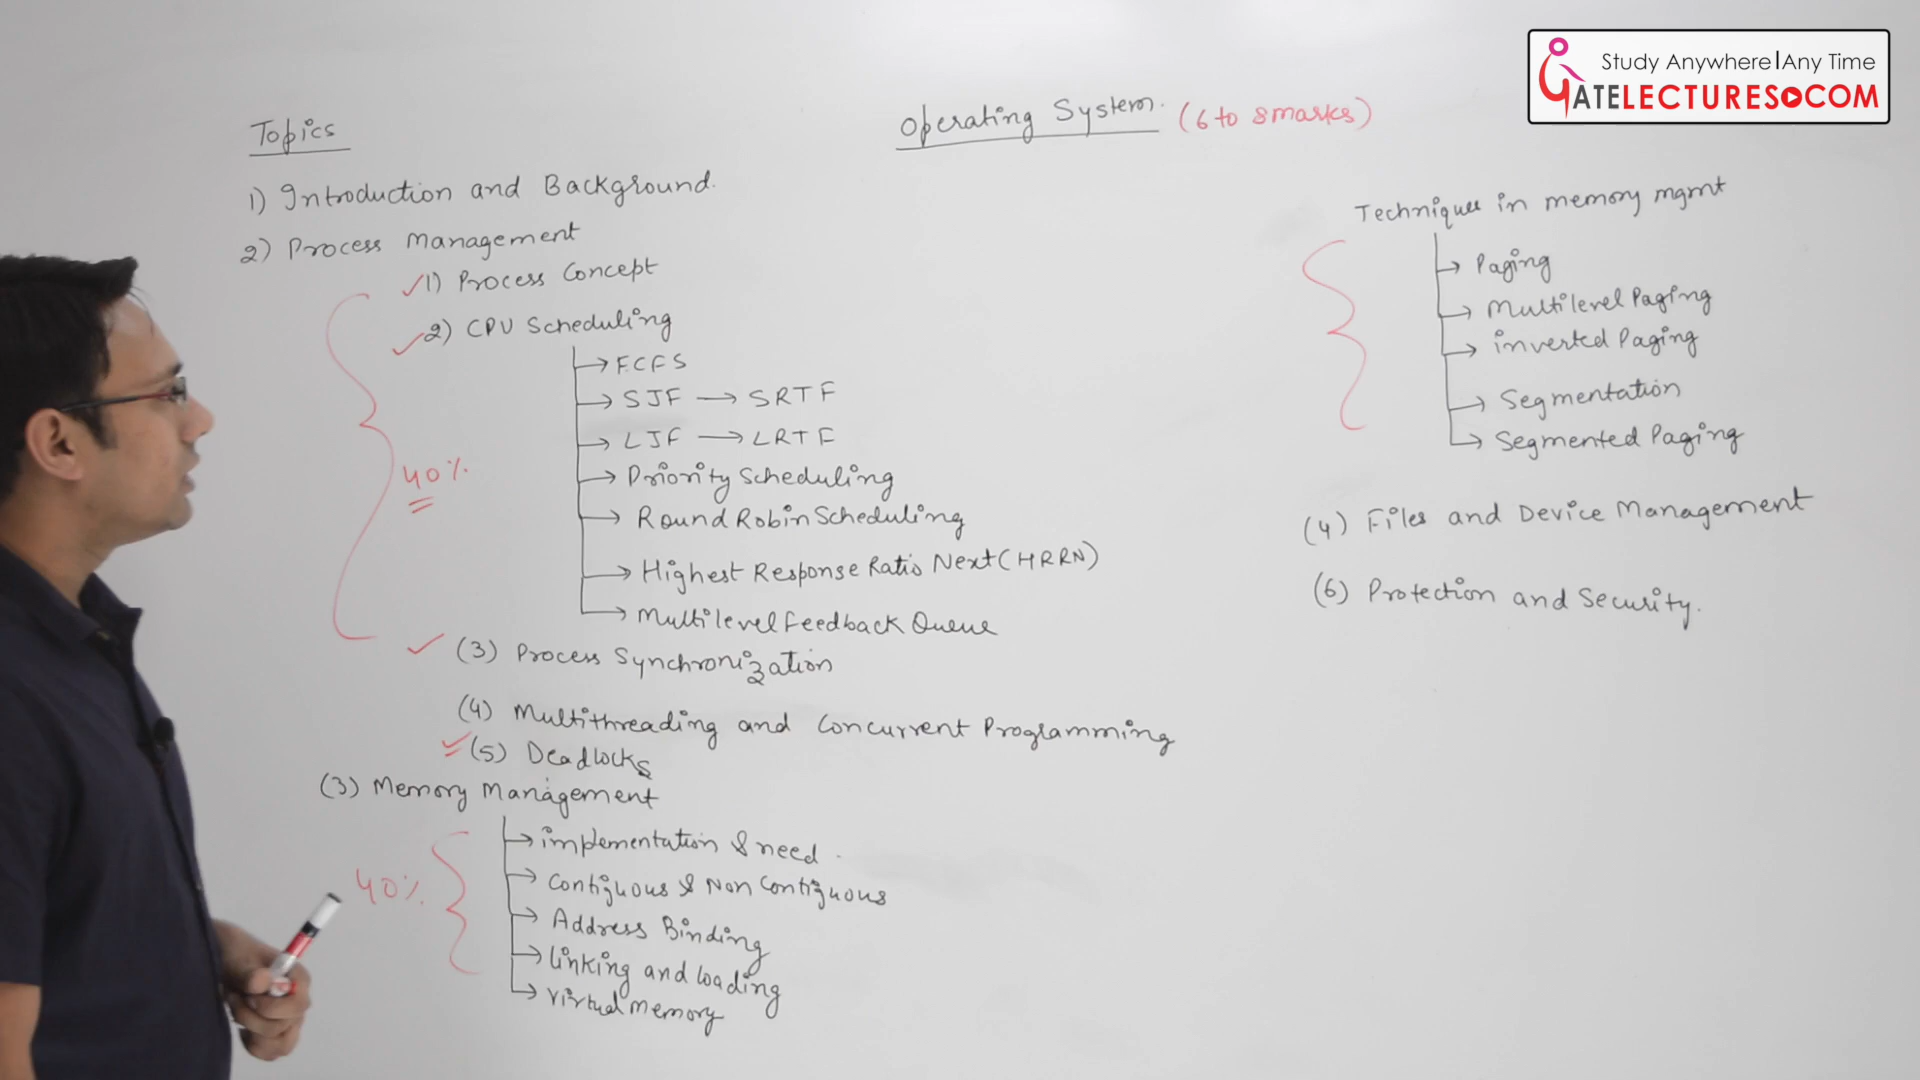 Study Anywhere|Any Time
GATELECTURES.COM
Operating System. (6 to 8 marks)
Topics
1) Introduction and Background.
2) Process Management
1) Process Concept
2) CPU Scheduling
FCFS
SJF → SRTF
LJF → LRTF
Priority Scheduling
Round Robin Scheduling
Highest Response Ratio Next (HRRN)
Multilevel Feedback Queue
40%
(3) Process Synchronization
(4) Multithreading and Concurrent Programming
(5) Deadlocks
(3) Memory Management
implementation & need.
Contiguous & Non Contiguous
Address Binding
linking and loading
virtual memory
40%
Techniques in memory mgmt
Paging
Multilevel Paging
inverted Paging
Segmentation
Segmented Paging
(4) Files and Device Management
(6) Protection and Security.